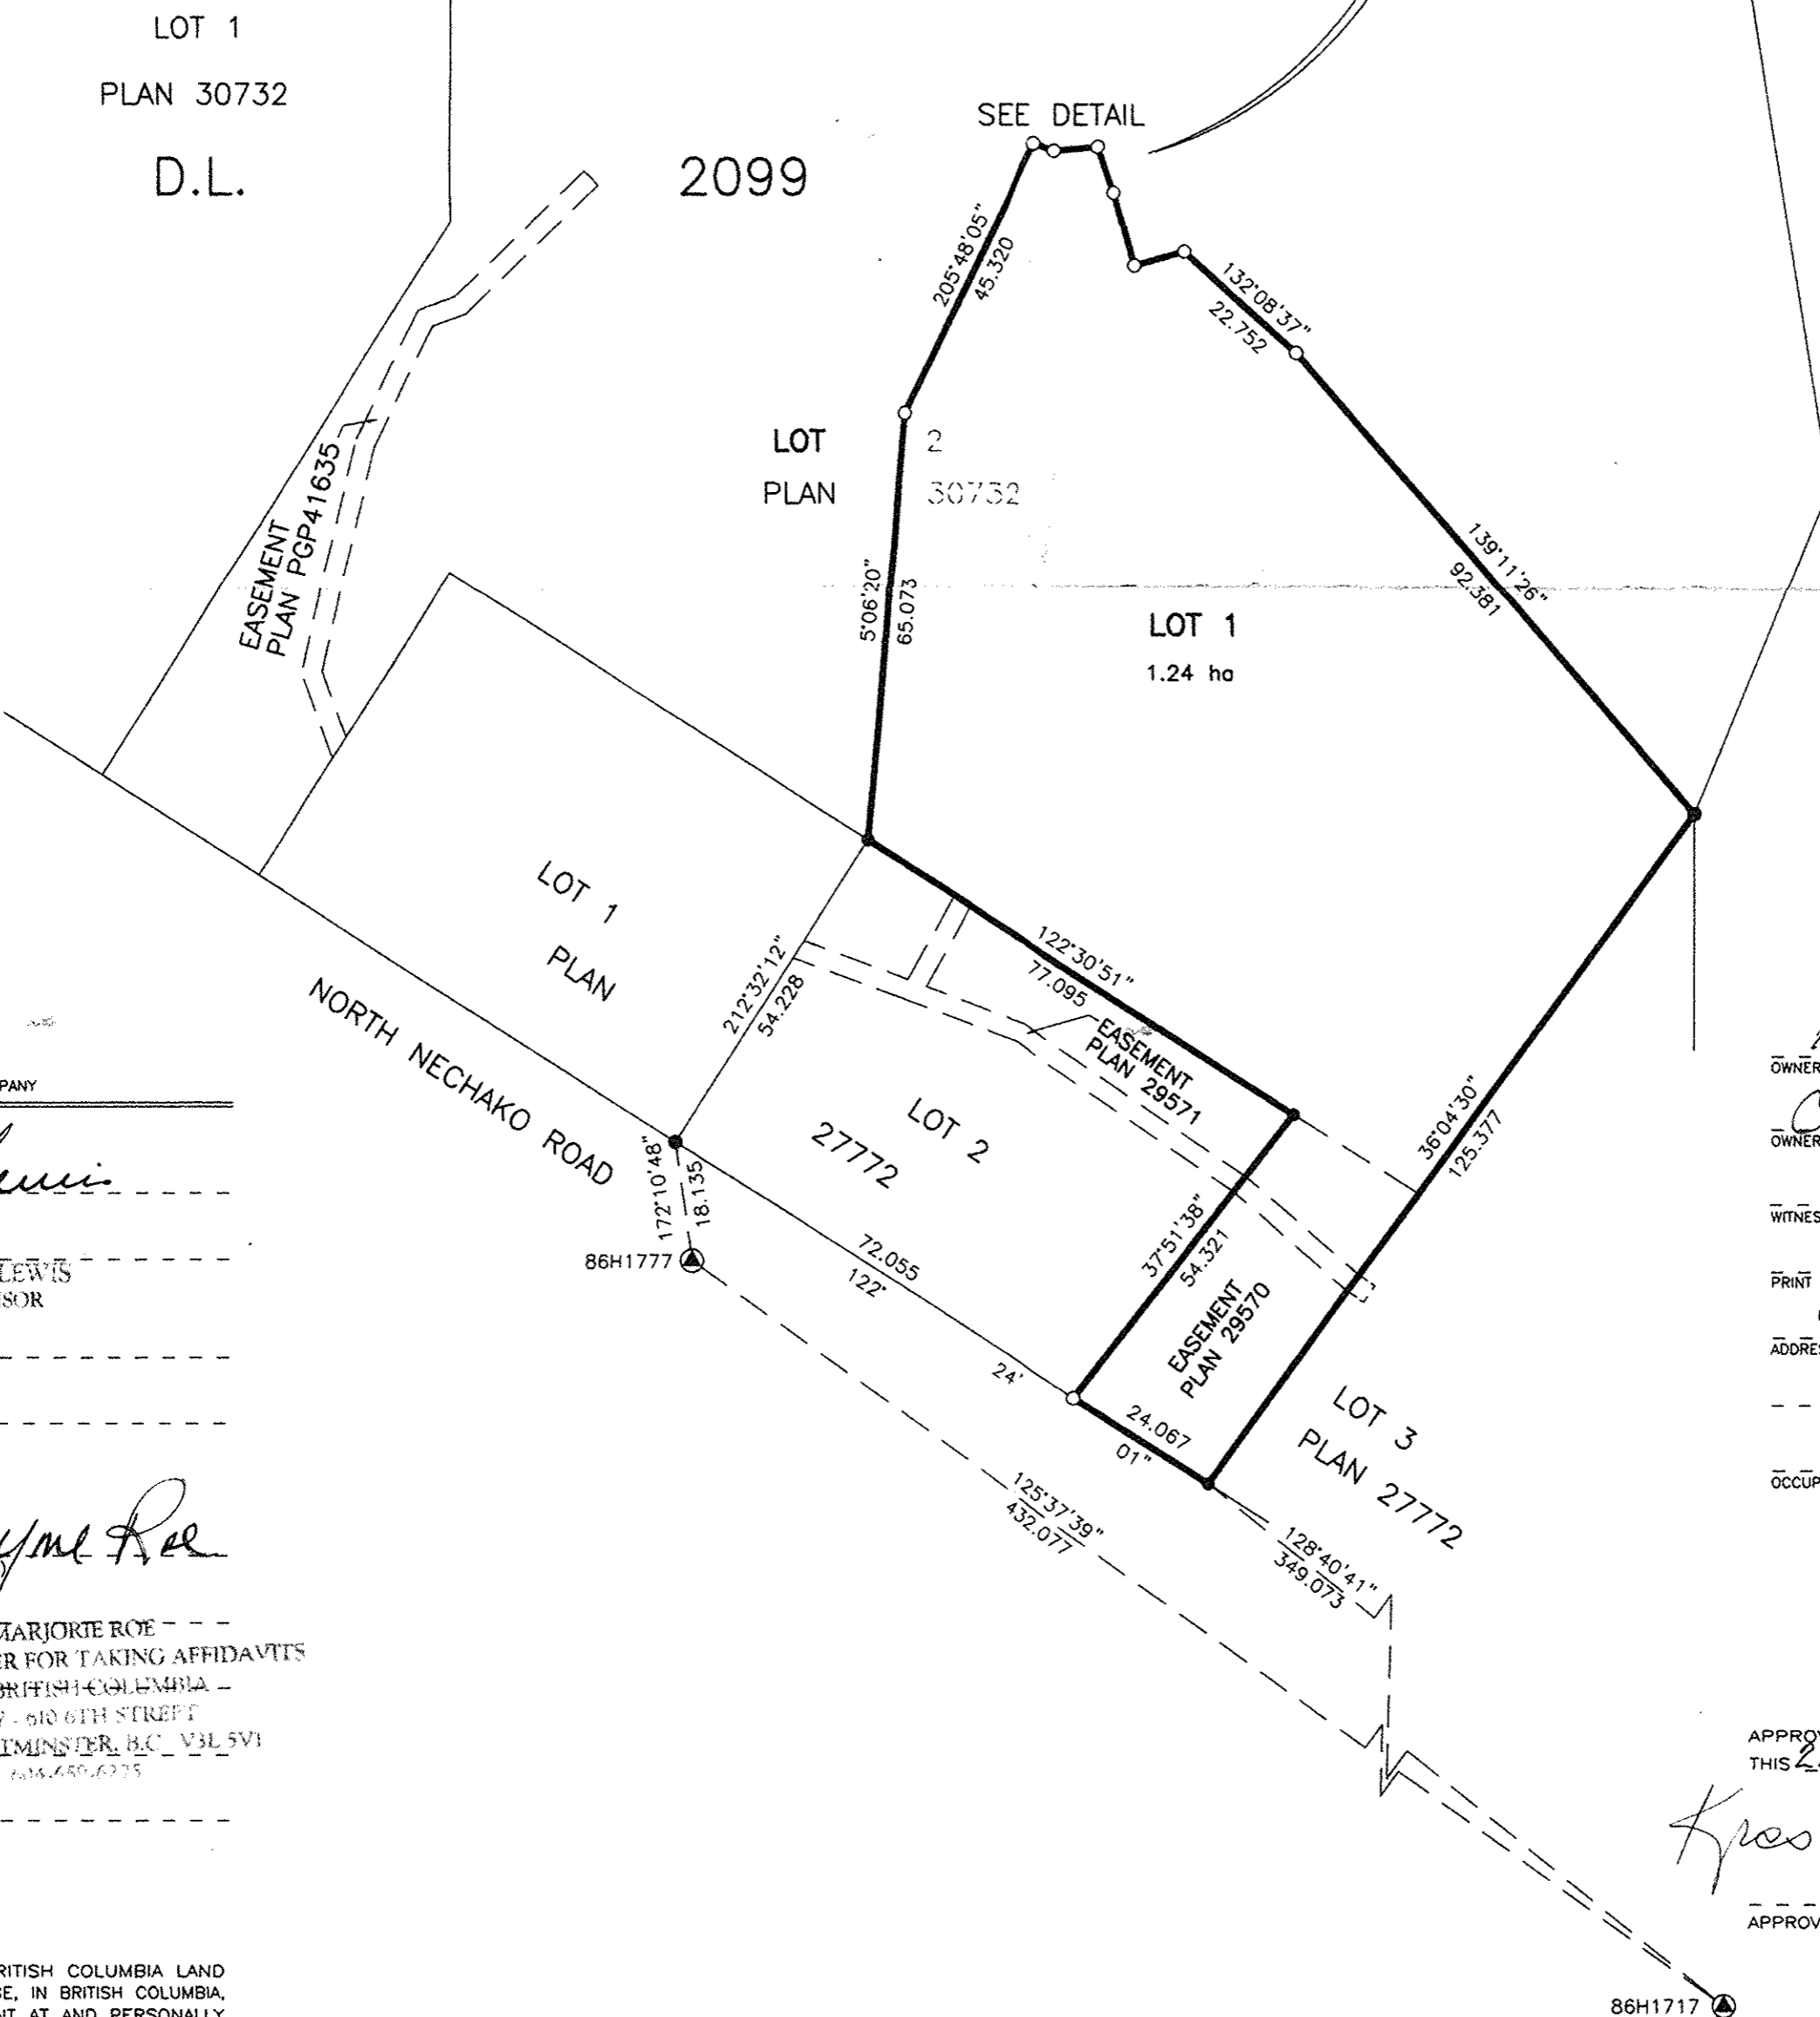 LOT 1
PLAN 30732
D.L.
2099
SEE DETAIL
205°48'05"
45.320
132°08'37"
22.752
LOT 2
PLAN 30732
EASEMENT
PLAN PGP41635
5°06'20"
65.073
139°11'26"
92.381
LOT 1
1.24 ha
LOT 1
PLAN
212°32'12"
54.228
122°30'51"
77.095
NORTH NECHAKO ROAD
EASEMENT
PLAN 29571
LOT 2
27772
36°04'30"
125.377
172°10'48"
18.135
86H1777
72.055
122°
24'
37°51'38"
54.321
EASEMENT
PLAN 29570
24.067
01"
LOT 3
PLAN 27772
125°37'39"
432.077
128°40'41"
349.073
86H1717
PANY
LEWIS
SOR
MARJORIE ROE
ER FOR TAKING AFFIDAVITS
BRITISH COLUMBIA
- 610 6TH STREET
TMINSTER, B.C. V3L 5V1
RITISH COLUMBIA LAND
SE, IN BRITISH COLUMBIA,
NT AT AND PERSONALLY
OWNER
OWNER
WITNES
PRINT
ADDRES
OCCUP
APPROV
THIS 2
APPROV